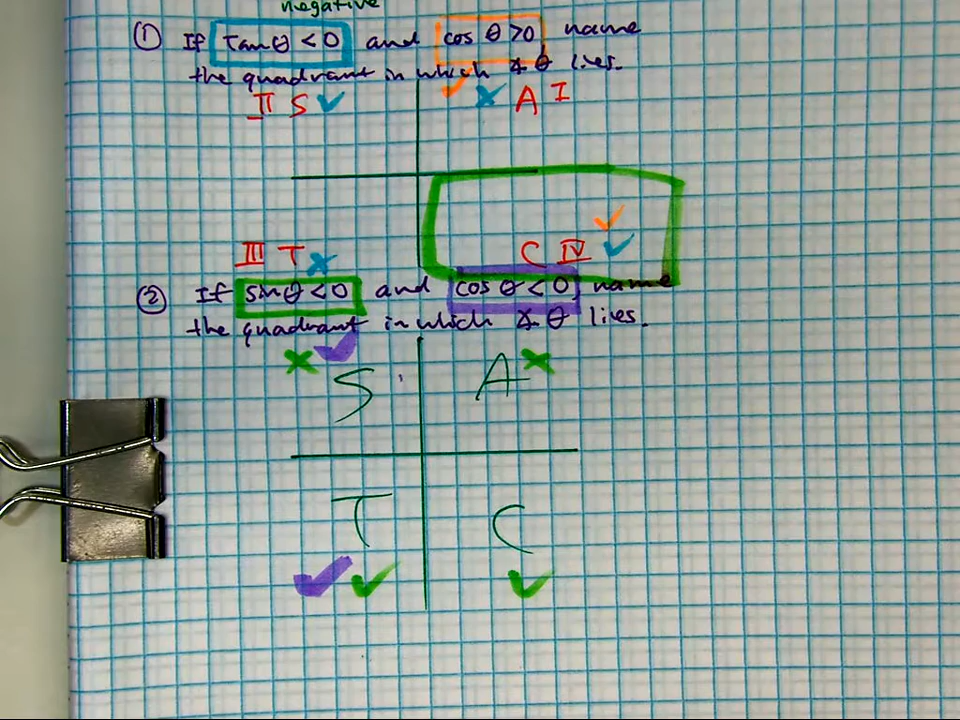 negative
① If Tan θ < 0 and cos θ > 0, name
the quadrant in which ∡ θ lies.
II S ✓ ✓ × A I
✓
III T × C IV ✓
② If sin θ < 0 and cos θ < 0, name
the quadrant in which ∡ θ lies.
× ✓ ×
S A
T C
✓ ✓ ✓